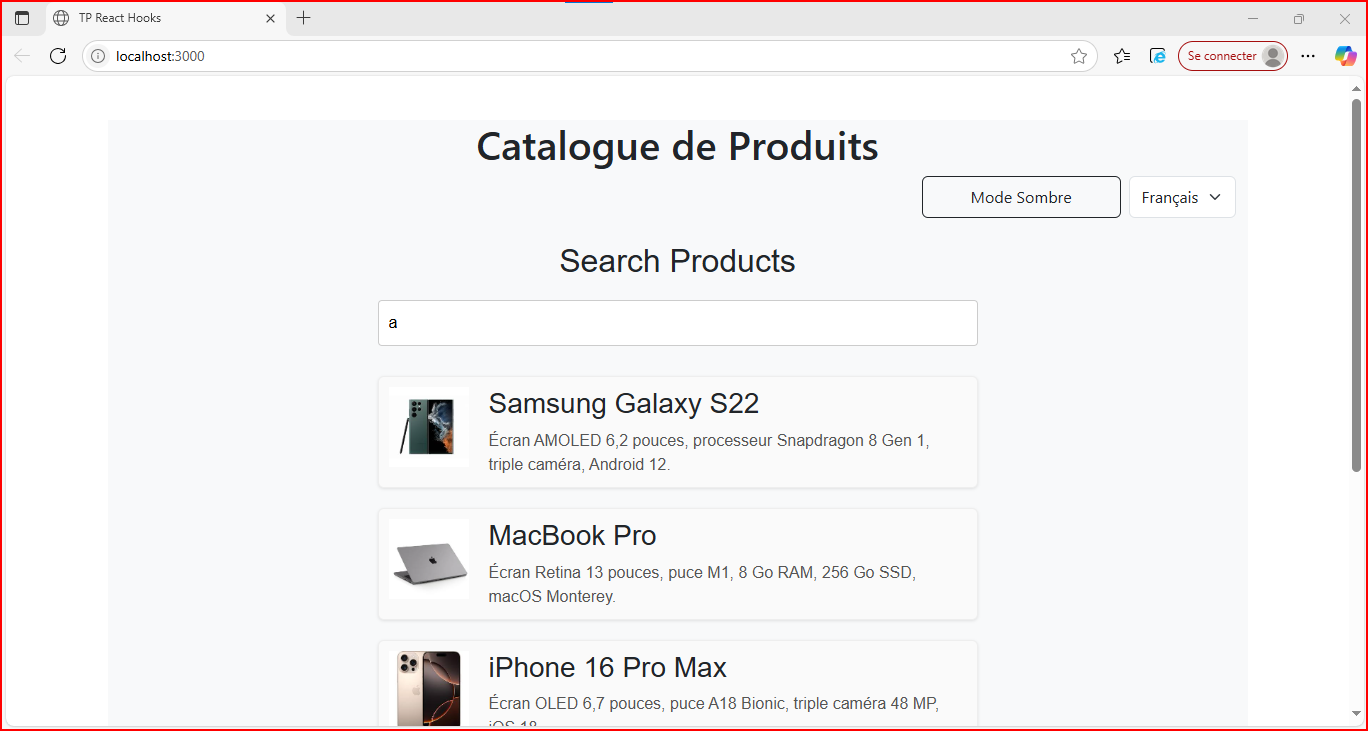 TP React Hooks
localhost:3000
Se connecter
Catalogue de Produits
Mode Sombre
Français
Search Products
a
Samsung Galaxy S22
Écran AMOLED 6,2 pouces, processeur Snapdragon 8 Gen 1,
triple caméra, Android 12.
MacBook Pro
Écran Retina 13 pouces, puce M1, 8 Go RAM, 256 Go SSD,
macOS Monterey.
iPhone 16 Pro Max
Écran OLED 6,7 pouces, puce A18 Bionic, triple caméra 48 MP,
iOS 18